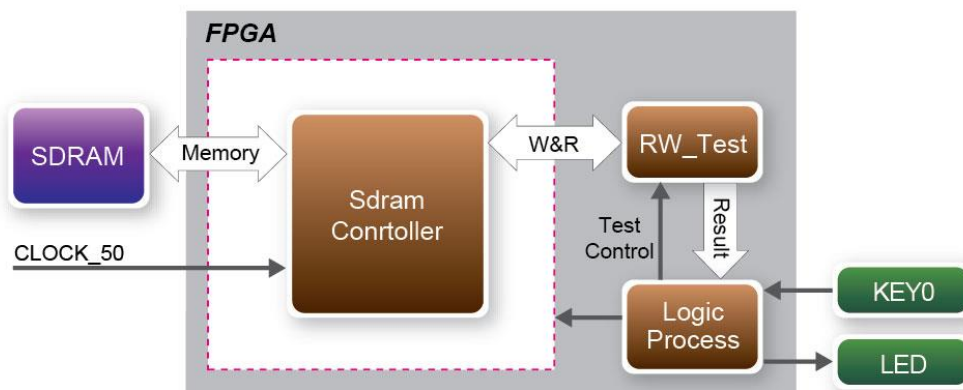 FPGA
SDRAM
Memory
Sdram
Conrtoller
W&R
RW_Test
CLOCK_50
Test
Control
Result
Logic
Process
KEY0
LED